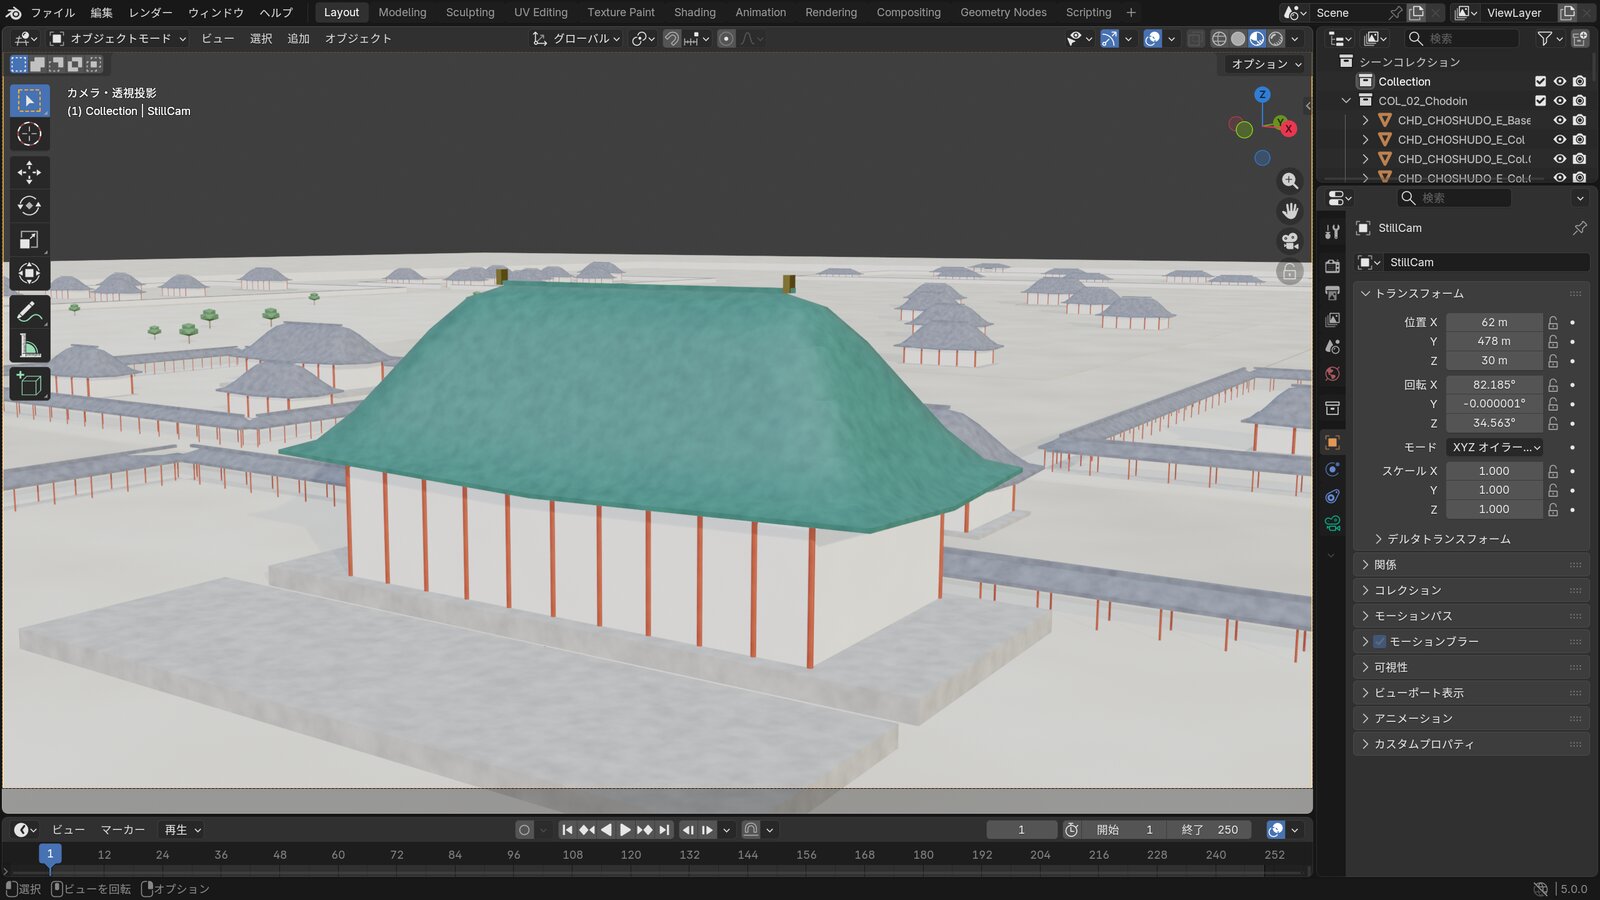 ファイル 編集 レンダー ウィンドウ ヘルプ Layout Modeling Sculpting UV Editing Texture Paint Shading Animation Rendering Compositing Geometry Nodes Scripting + Scene ViewLayer
オブジェクトモード ビュー 選択 追加 オブジェクト グローバル 検索
オプション
カメラ・透視投影
(1) Collection | StillCam
Z
Y
X
シーンコレクション
Collection
COL_02_Chodoin
CHD_CHOSHUDO_E_Base
CHD_CHOSHUDO_E_Col
CHD_CHOSHUDO_E_Col.0
CHD_CHOSHUDO_E_Col.0
検索
StillCam
StillCam
トランスフォーム
位置 X 62 m
Y 478 m
Z 30 m
回転 X 82.185°
Y -0.000001°
Z 34.563°
モード XYZ オイラー...
スケール X 1.000
Y 1.000
Z 1.000
デルタトランスフォーム
関係
コレクション
モーションパス
モーションブラー
可視性
ビューポート表示
アニメーション
カスタムプロパティ
ビュー マーカー 再生 1 開始 1 終了 250
1 12 24 36 48 60 72 84 96 108 120 132 144 156 168 180 192 204 216 228 240 252
選択 ビューを回転 オプション 5.0.0